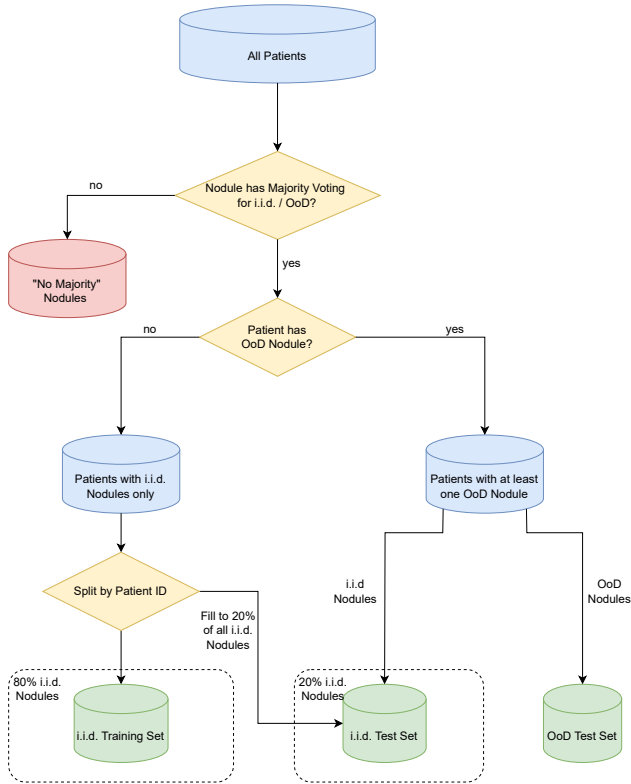 All Patients
Nodule has Majority Voting
for i.i.d. / OoD?
no
yes
"No Majority"
Nodules
Patient has
OoD Nodule?
no
yes
Patients with i.i.d.
Nodules only
Patients with at least
one OoD Nodule
Split by Patient ID
Fill to 20%
of all i.i.d.
Nodules
i.i.d
Nodules
OoD
Nodules
80% i.i.d.
Nodules
i.i.d. Training Set
20% i.i.d.
Nodules
i.i.d. Test Set
OoD Test Set